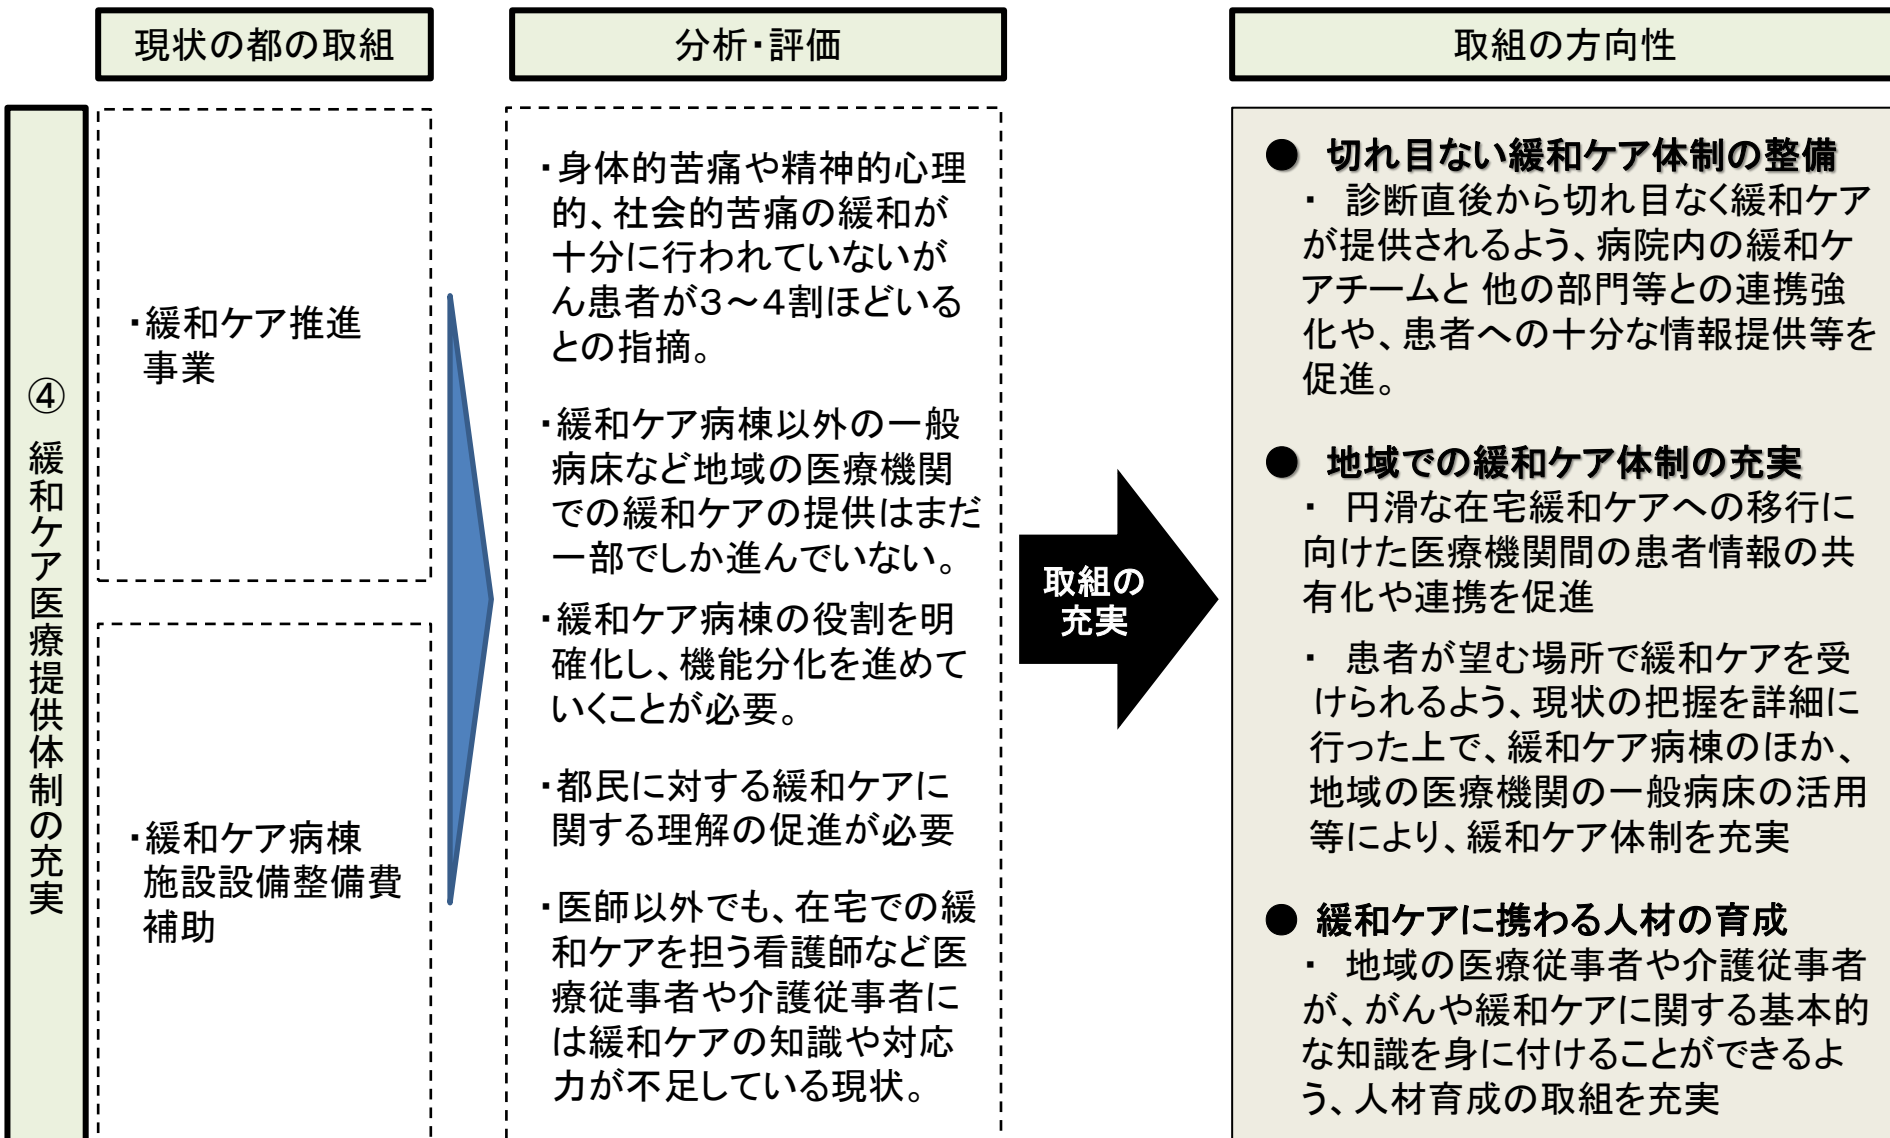 現状の都の取組
分析・評価
取組の方向性
④ 緩和ケア医療提供体制の充実
・緩和ケア推進
事業
・緩和ケア病棟
施設設備整備費
補助
・身体的苦痛や精神的心理
的、社会的苦痛の緩和が
十分に行われていないが
ん患者が３～４割ほどいる
との指摘。
・緩和ケア病棟以外の一般
病床など地域の医療機関
での緩和ケアの提供はまだ
一部でしか進んでいない。
・緩和ケア病棟の役割を明
確化し、機能分化を進めて
いくことが必要。
・都民に対する緩和ケアに
関する理解の促進が必要
・医師以外でも、在宅での緩
和ケアを担う看護師など医
療従事者や介護従事者に
は緩和ケアの知識や対応
力が不足している現状。
取組の
充実
● 切れ目ない緩和ケア体制の整備
・ 診断直後から切れ目なく緩和ケア
が提供されるよう、病院内の緩和ケ
アチームと 他の部門等との連携強
化や、患者への十分な情報提供等を
促進。
● 地域での緩和ケア体制の充実
・ 円滑な在宅緩和ケアへの移行に
向けた医療機関間の患者情報の共
有化や連携を促進
・ 患者が望む場所で緩和ケアを受
けられるよう、現状の把握を詳細に
行った上で、緩和ケア病棟のほか、
地域の医療機関の一般病床の活用
等により、緩和ケア体制を充実
● 緩和ケアに携わる人材の育成
・ 地域の医療従事者や介護従事者
が、がんや緩和ケアに関する基本的
な知識を身に付けることができるよ
う、人材育成の取組を充実